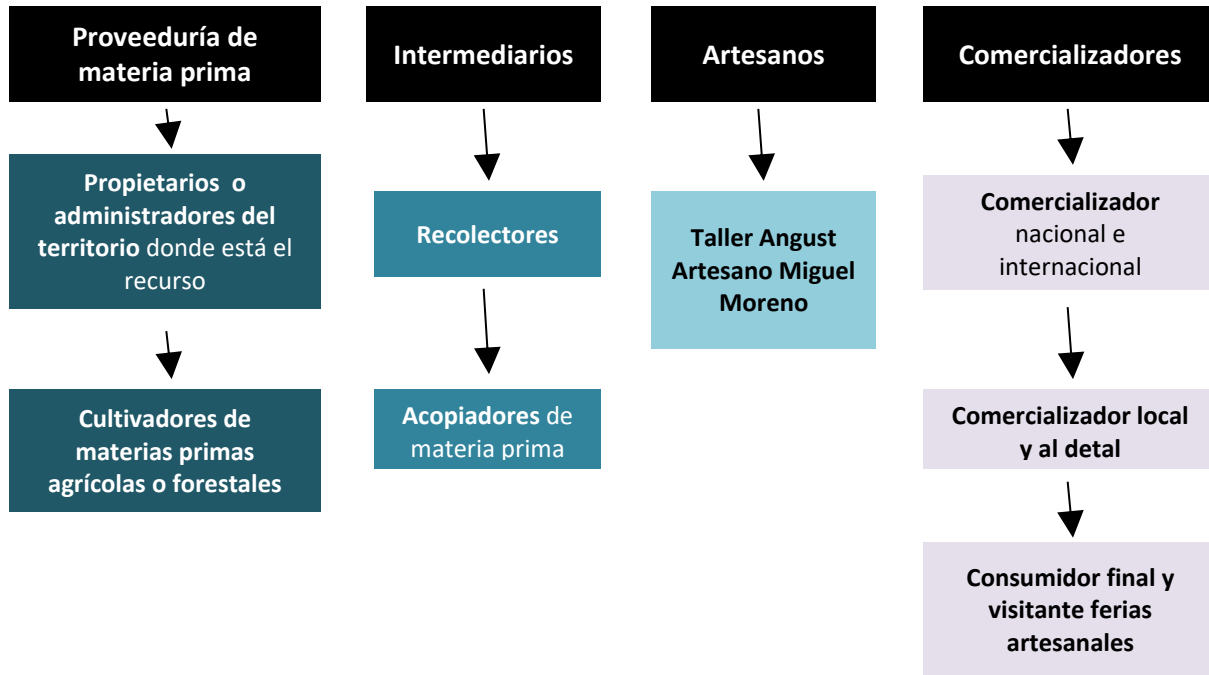 Proveeduría de
materia prima
Intermediarios
Artesanos
Comercializadores
Propietarios o
administradores del
territorio donde está el
recurso
Recolectores
Taller Angust
Artesano Miguel
Moreno
Comercializador
nacional e
internacional
Cultivadores de
materias primas
agrícolas o forestales
Acopiadores de
materia prima
Comercializador local
y al detal
Consumidor final y
visitante ferias
artesanales